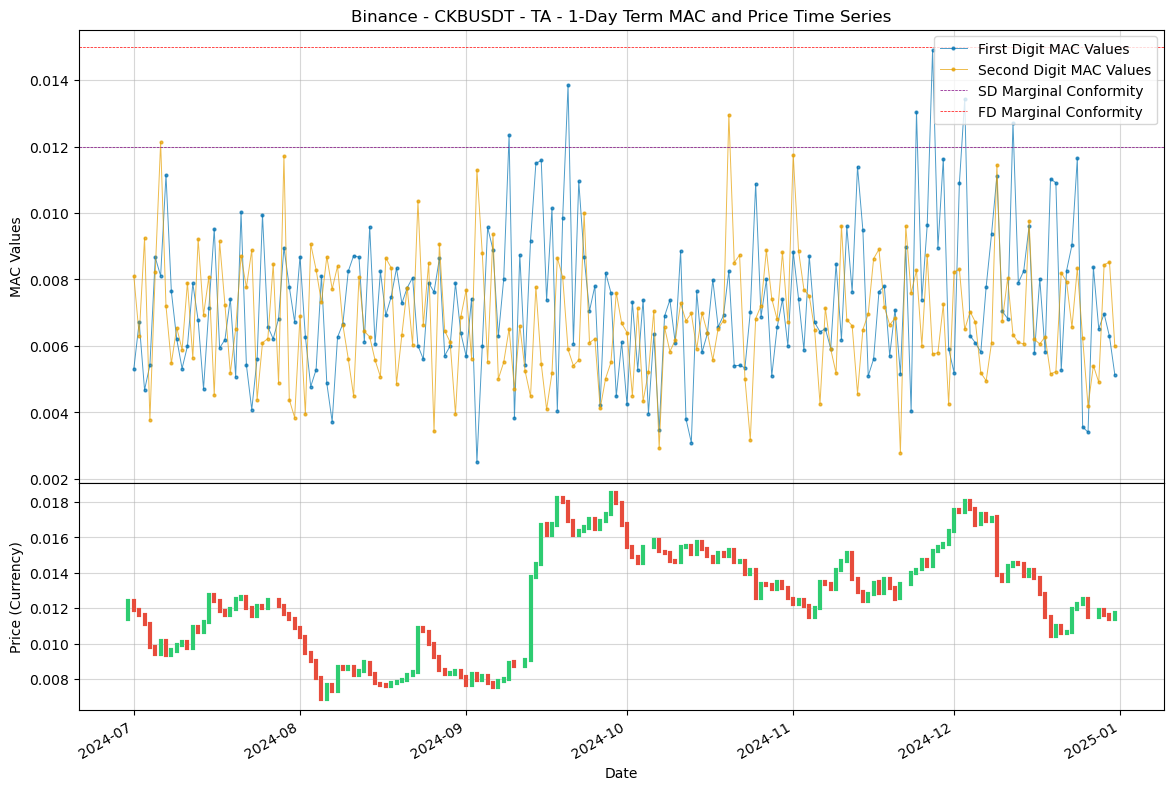 Binance - CKBUSDT - TA - 1-Day Term MAC and Price Time Series
First Digit MAC Values
Second Digit MAC Values
SD Marginal Conformity
FD Marginal Conformity
MAC Values
0.014
0.012
0.010
0.008
0.006
0.004
0.002
Price (Currency)
0.018
0.016
0.014
0.012
0.010
0.008
2024-07
2024-08
2024-09
2024-10
2024-11
2024-12
2025-01
Date